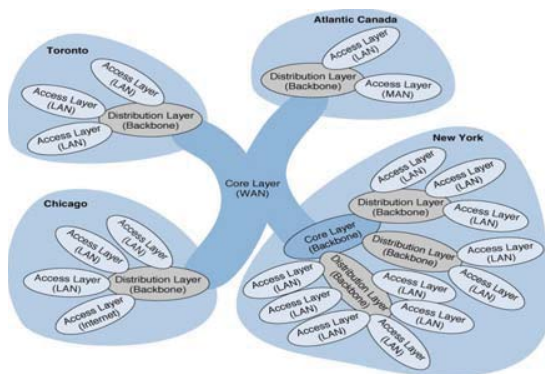 Toronto
Access Layer
(LAN)
Access Layer
(LAN)
Access Layer
(LAN)
Distribution Layer
(Backbone)
Atlantic Canada
Access Layer
(LAN)
Distribution Layer
(Backbone)
Access Layer
(MAN)
Core Layer
(WAN)
Chicago
Access Layer
(LAN)
Access Layer
(LAN)
Access Layer
(LAN)
Access Layer
(Internet)
Distribution Layer
(Backbone)
New York
Access Layer
(LAN)
Access Layer
(LAN)
Distribution Layer
(Backbone)
Access Layer
(LAN)
Core Layer
(Backbone)
Distribution Layer
(Backbone)
Access Layer
(LAN)
Access Layer
(LAN)
Distribution Layer
(Backbone)
Access Layer
(LAN)
Access Layer
(LAN)
Access Layer
(LAN)
Access Layer
(LAN)
Access Layer
(LAN)
Access Layer
(LAN)